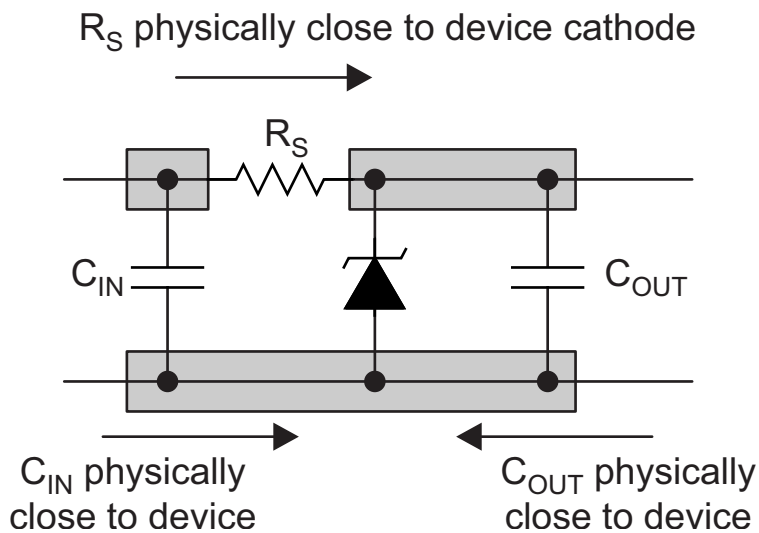 R_S physically close to device cathode
R_S
C_IN
C_OUT
C_IN physically
close to device
C_OUT physically
close to device